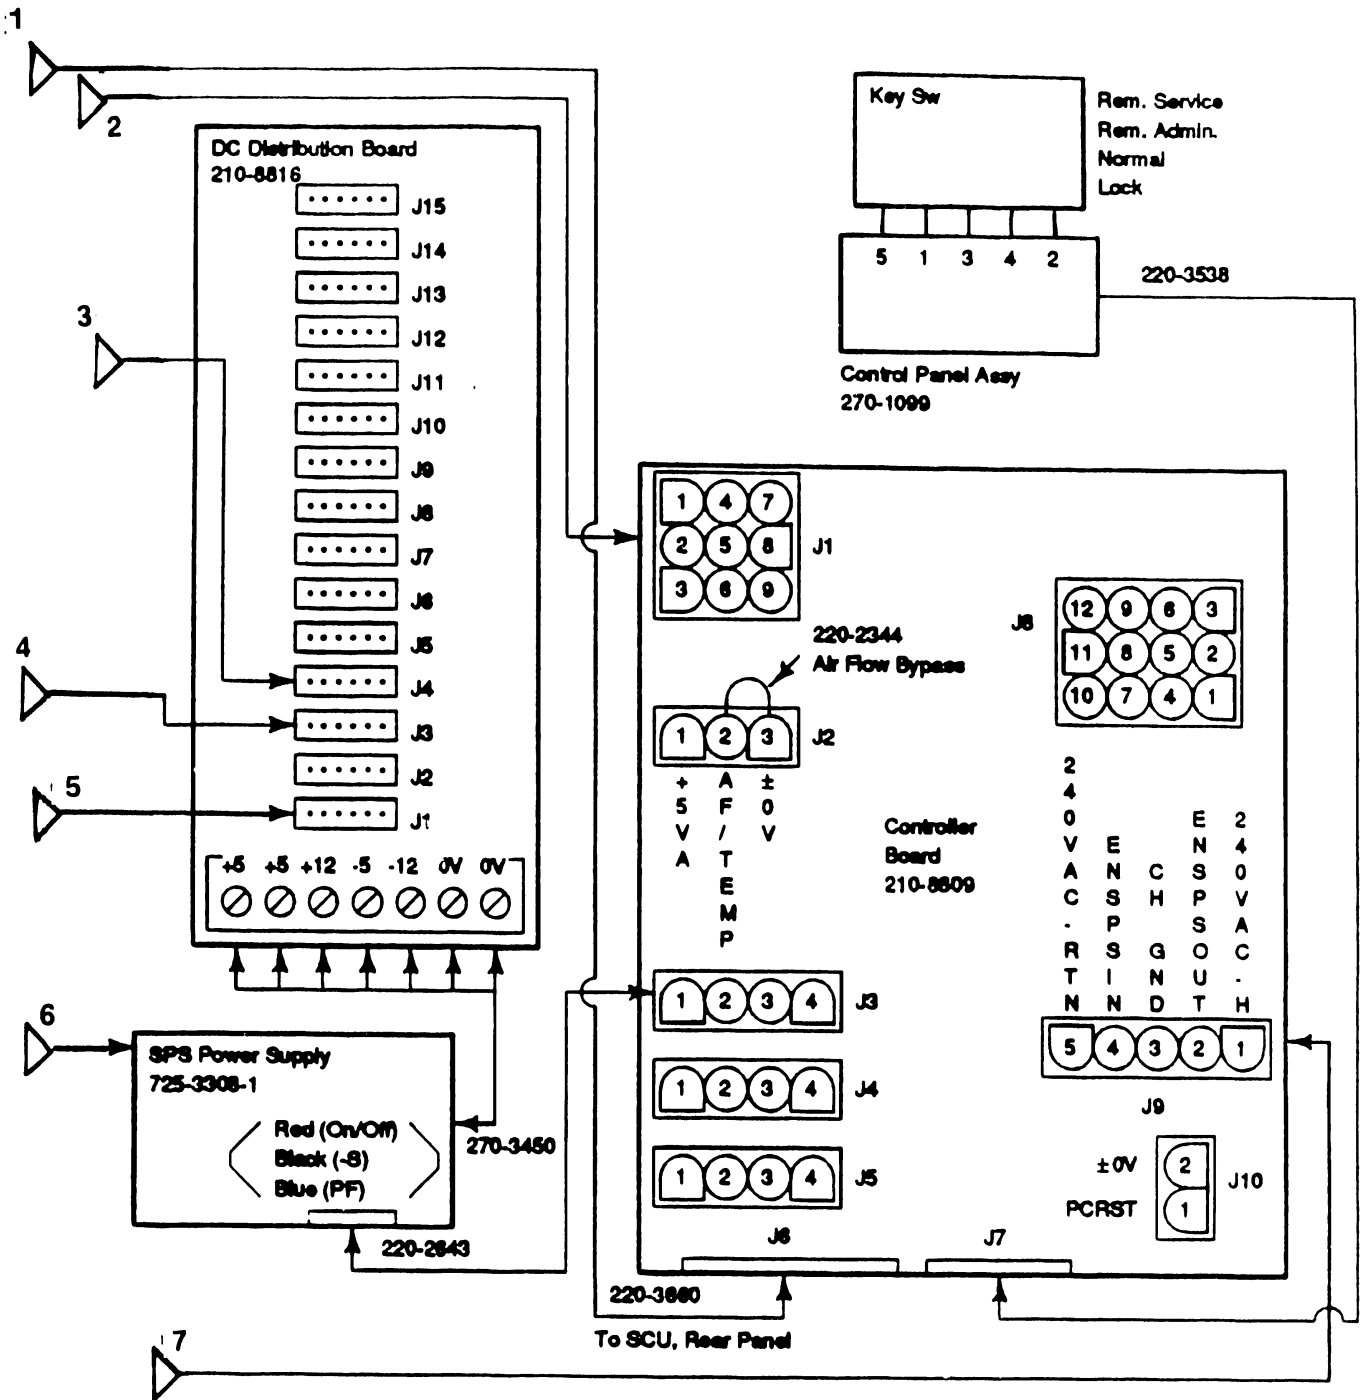 1
2
DC Distribution Board
210-8816
J15
J14
J13
J12
J11
J10
J9
J8
J7
J6
J5
J4
J3
J2
J1
+5 +5 +12 -5 -12 0V 0V
3
4
5
6
7
SPS Power Supply
725-3308-1
Red (On/Off)
Black (-S)
Blue (PF)
270-3450
220-2643
Key Sw
Rem. Service
Rem. Admin.
Normal
Lock
5 1 3 4 2
220-3538
Control Panel Assy
270-1099
1 4 7
2 5 8
3 6 9
J1
220-2344
Air Flow Bypass
1 2 3
J2
+5VA
AF/TEMP
±0V
Controller
Board
210-8609
J8
12 9 6 3
11 8 5 2
10 7 4 1
240VAC-RTN
ENSPSIN
CH GND
ENSPSOUT
240VAC-H
5 4 3 2 1
J9
1 2 3 4
J3
1 2 3 4
J4
1 2 3 4
J5
±0V
PCRST
2
1
J10
J6
J7
220-3660
To SCU, Rear Panel